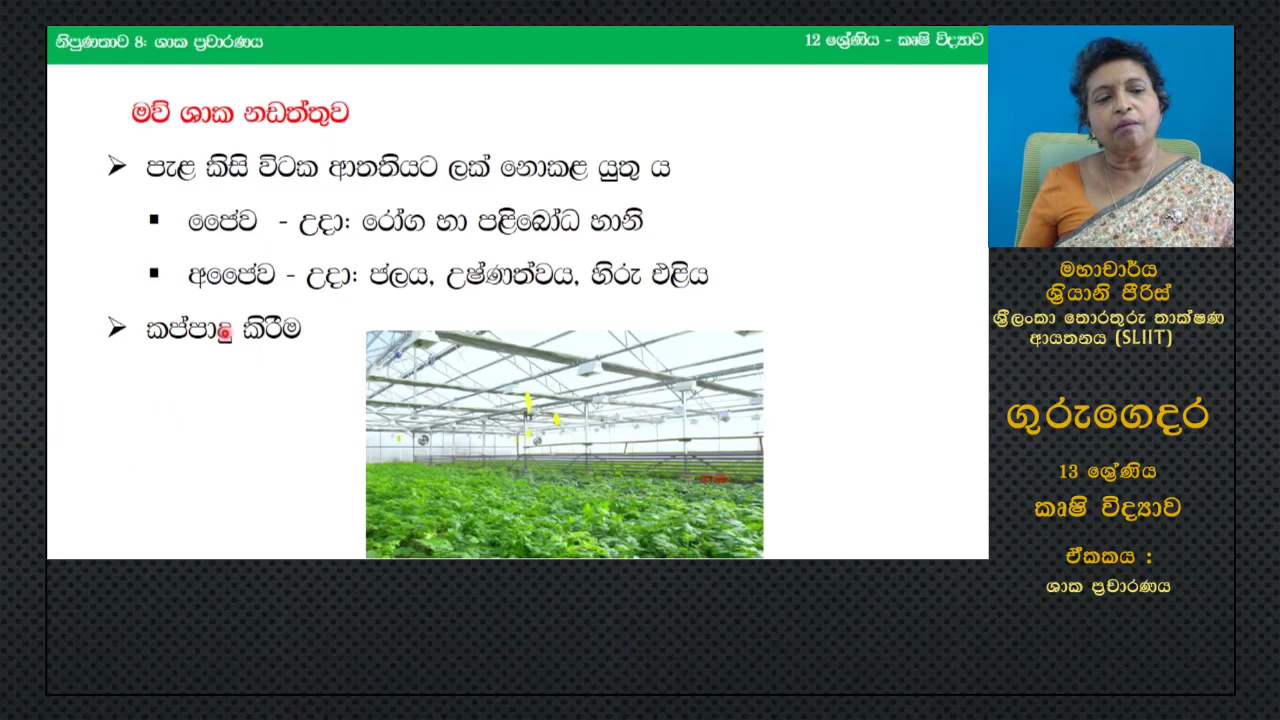 නිපුණතාව 8: ශාක ප්‍රචාරණය
12 ශ්‍රේණිය - කෘෂි විද්‍යාව
මව් ශාක නඩත්තුව
➤ පැළ කිසි විටක ආතතියට ලක් නොකළ යුතු ය
▪ ජෛව - උදා: රෝග හා පළිබෝධ හානි
▪ අජෛව - උදා: ජලය, උෂ්ණත්වය, හිරු එළිය
➤ කප්පාදු කිරීම
මහාචාර්ය
ශ්‍රියානි පීරිස්
ශ්‍රී ලංකා තොරතුරු තාක්ෂණ
ආයතනය (SLIIT)
ගුරුගෙදර
13 ශ්‍රේණිය
කෘෂි විද්‍යාව
ඒකකය :
ශාක ප්‍රචාරණය